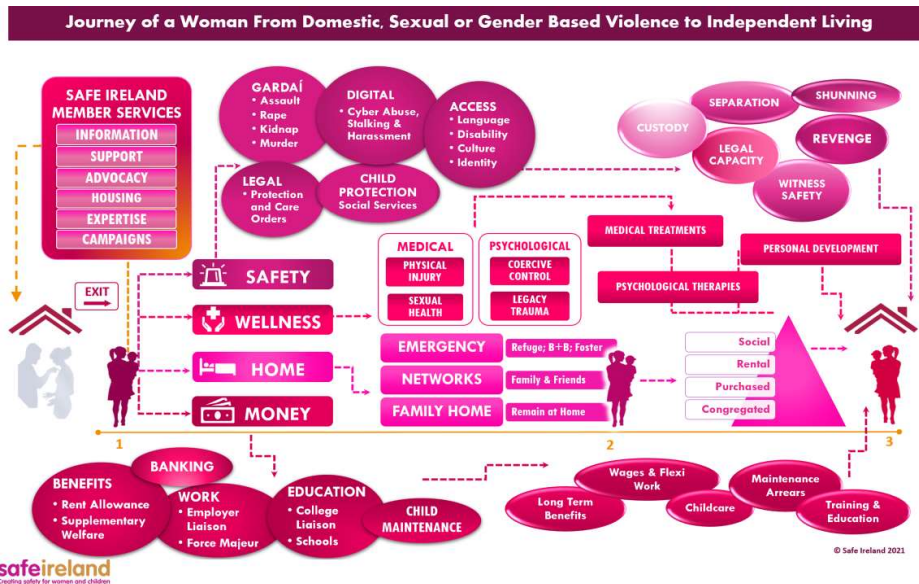 Journey of a Woman From Domestic, Sexual or Gender Based Violence to Independent Living
SAFE IRELAND
MEMBER SERVICES
INFORMATION
SUPPORT
ADVOCACY
HOUSING
EXPERTISE
CAMPAIGNS
GARDAÍ
• Assault
• Rape
• Kidnap
• Murder
DIGITAL
• Cyber Abuse,
Stalking &
Harassment
ACCESS
• Language
• Disability
• Culture
• Identity
LEGAL
• Protection
and Care
Orders
CHILD
PROTECTION
Social Services
CUSTODY
SEPARATION
SHUNNING
LEGAL
CAPACITY
REVENGE
WITNESS
SAFETY
EXIT
SAFETY
WELLNESS
HOME
MONEY
MEDICAL
PHYSICAL
INJURY
SEXUAL
HEALTH
PSYCHOLOGICAL
COERCIVE
CONTROL
LEGACY
TRAUMA
MEDICAL TREATMENTS
PSYCHOLOGICAL THERAPIES
PERSONAL DEVELOPMENT
EMERGENCY
Refuge; B+B; Foster
NETWORKS
Family & Friends
FAMILY HOME
Remain at Home
Social
Rental
Purchased
Congregated
1
2
3
BENEFITS
• Rent Allowance
• Supplementary
Welfare
BANKING
WORK
• Employer
Liaison
• Force Majeur
EDUCATION
• College
Liaison
• Schools
CHILD
MAINTENANCE
Long Term
Benefits
Wages & Flexi
Work
Childcare
Maintenance
Arrears
Training &
Education
© Safe Ireland 2021
safeireland
Creating safety for women and children